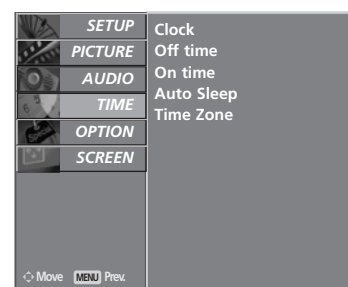 SETUP
PICTURE
AUDIO
TIME
OPTION
SCREEN
Clock
Off time
On time
Auto Sleep
Time Zone
Move MENU Prev.